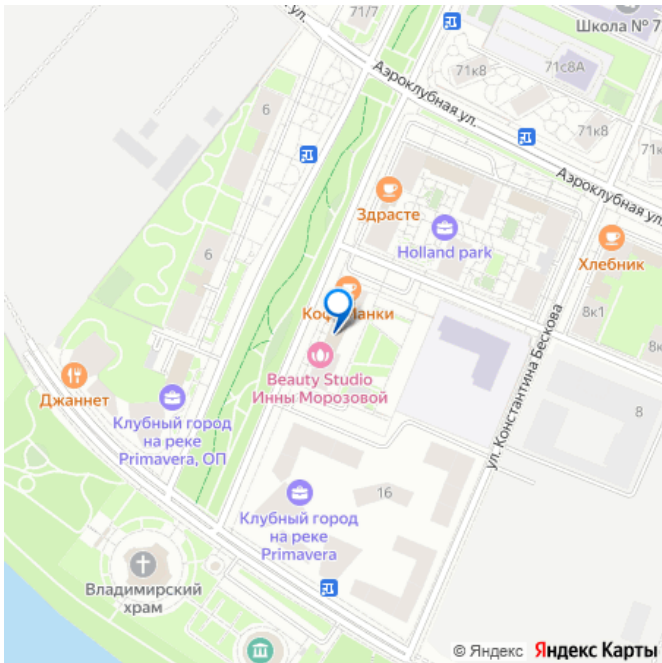 71/7
Школа № 7
71к8
71с8А
Аэроклубная ул.
6
71к8
71к
Аэроклубная ул.
Здрасте
Holland park
Хлебник
6
8к1
8к
ул. Константина Бескова
Beauty Studio
Инны Морозовой
Джаннет
Клубный город
на реке
Primavera, ОП
8
16
Клубный город
на реке
Primavera
Владимирский
храм
© Яндекс Яндекс Карты